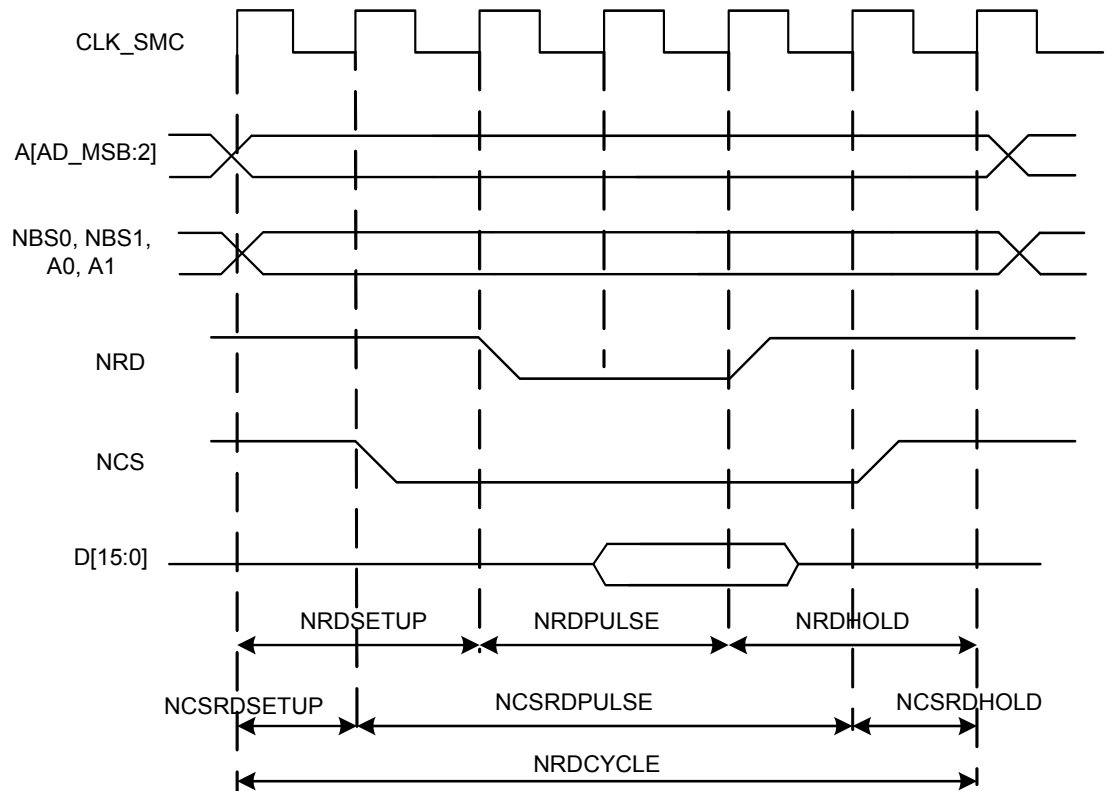 CLK_SMC
A[AD_MSB:2]
NBS0, NBS1,
A0, A1
NRD
NCS
D[15:0]
NRDSETUP
NRDPULSE
NRDHOLD
NCSRDSETUP
NCSRDPULSE
NCSRDHOLD
NRDCYCLE